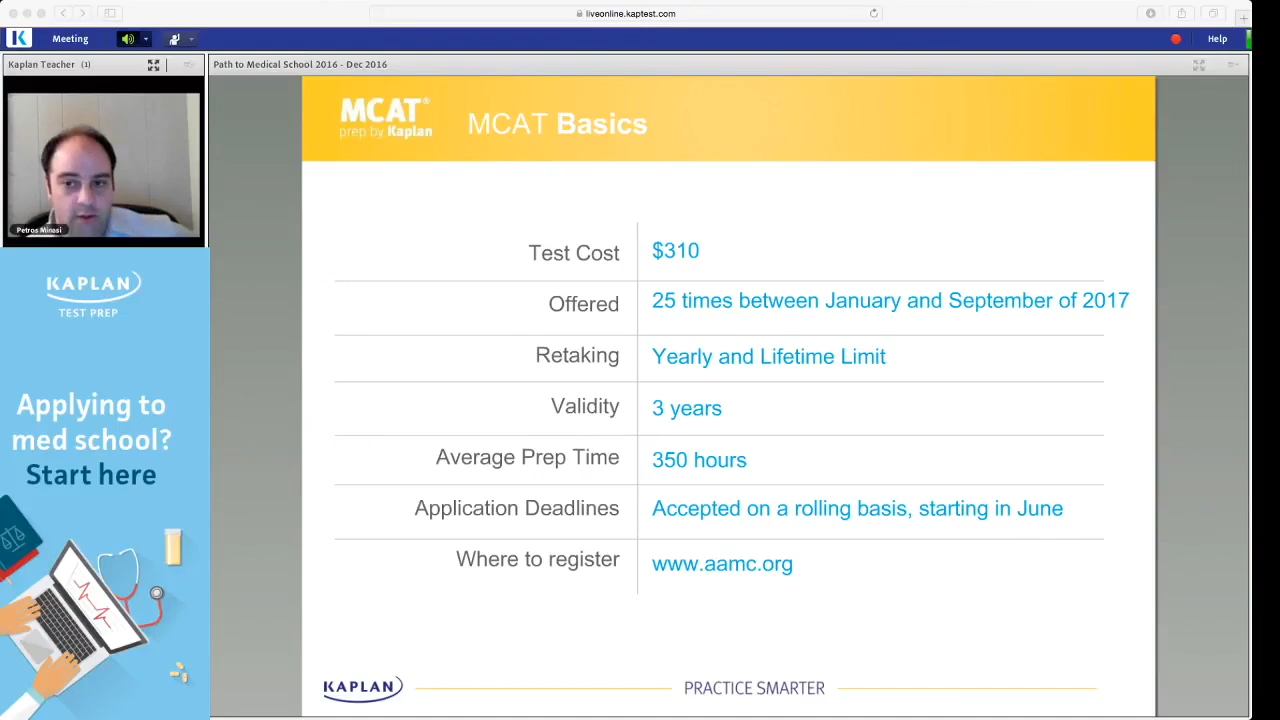 liveonline.kaptest.com
K
Meeting
Help
Kaplan Teacher (1)
Path to Medical School 2016 - Dec 2016
Petros Minasi
KAPLAN
TEST PREP
Applying to
med school?
Start here
MCAT®
prep by Kaplan
MCAT Basics
Test Cost $310
Offered 25 times between January and September of 2017
Retaking Yearly and Lifetime Limit
Validity 3 years
Average Prep Time 350 hours
Application Deadlines Accepted on a rolling basis, starting in June
Where to register www.aamc.org
KAPLAN PRACTICE SMARTER